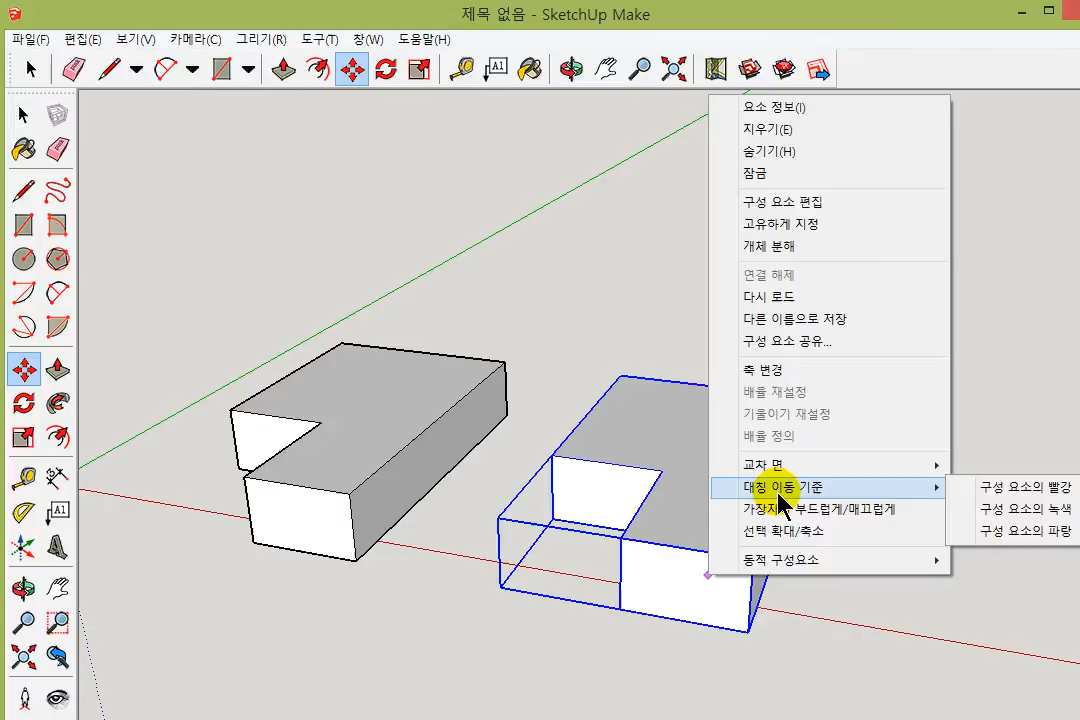 제목 없음 - SketchUp Make
파일(F) 편집(E) 보기(V) 카메라(C) 그리기(R) 도구(T) 창(W) 도움말(H)
A1
요소 정보(I)
지우기(E)
숨기기(H)
잠금
구성 요소 편집
고유하게 지정
개체 분해
연결 해제
다시 로드
다른 이름으로 저장
구성 요소 공유...
축 변경
배율 재설정
기울이기 재설정
배율 정의
교차 면
대칭 이동 기준
구성 요소의 빨강
가장자리 부드럽게/매끄럽게
구성 요소의 녹색
선택 확대/축소
구성 요소의 파랑
동적 구성요소
A1